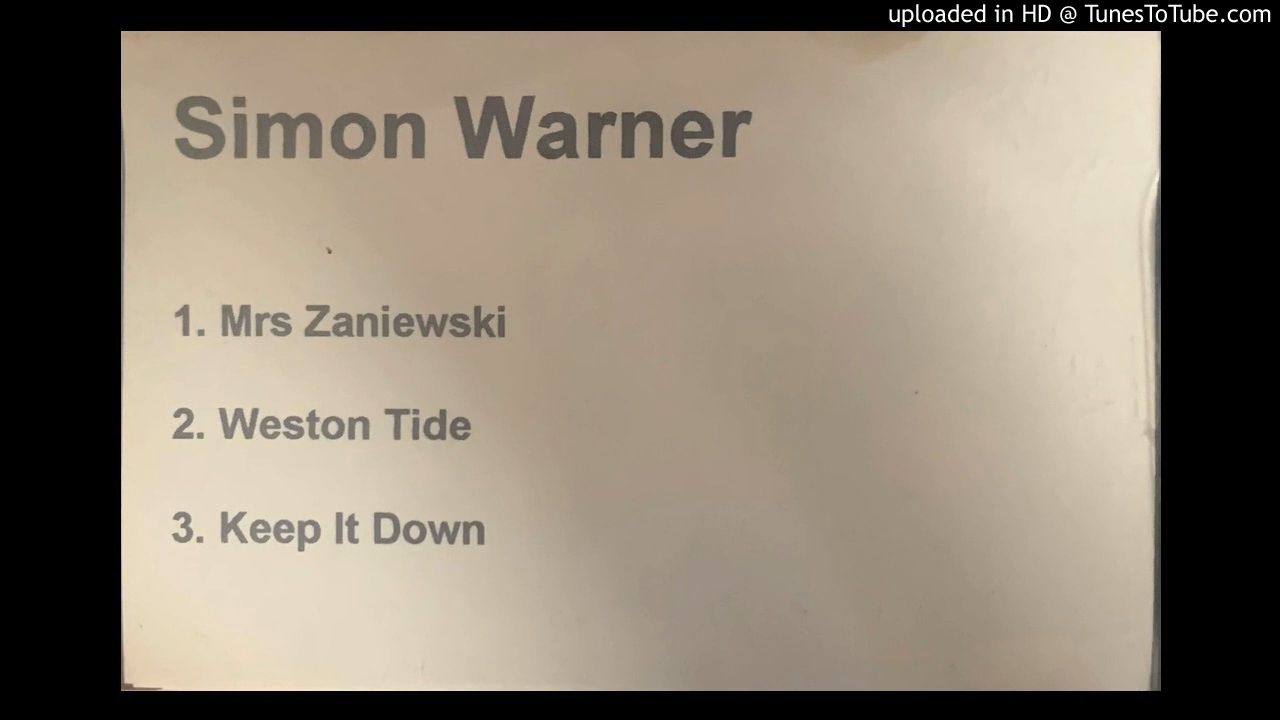 uploaded in HD @ TunesToTube.com
Simon Warner
1. Mrs Zaniewski
2. Weston Tide
3. Keep It Down